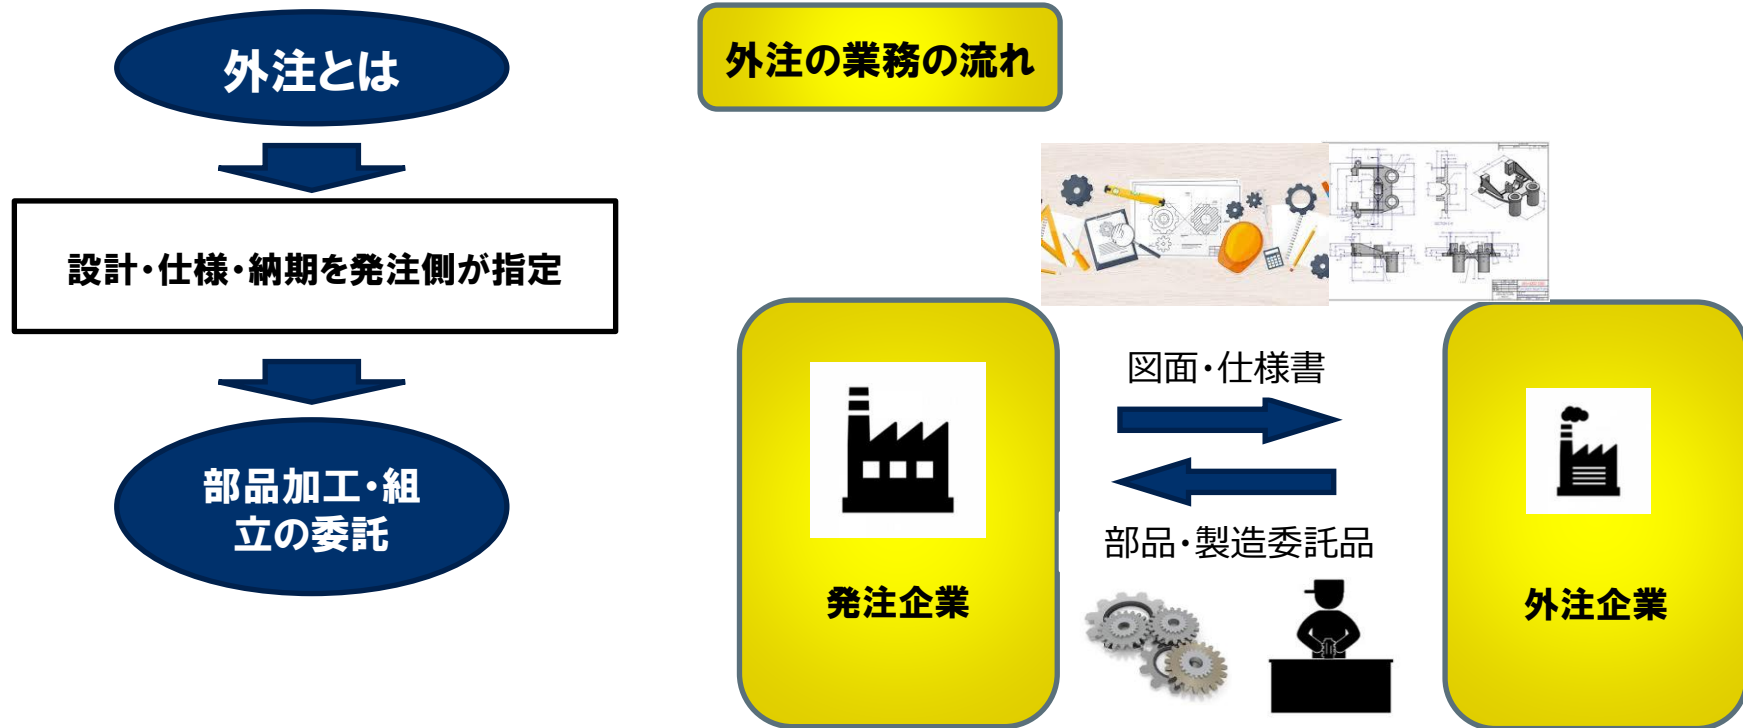 外注とは
設計・仕様・納期を発注側が指定
部品加工・組
立の委託
外注の業務の流れ
図面・仕様書
部品・製造委託品
発注企業
外注企業